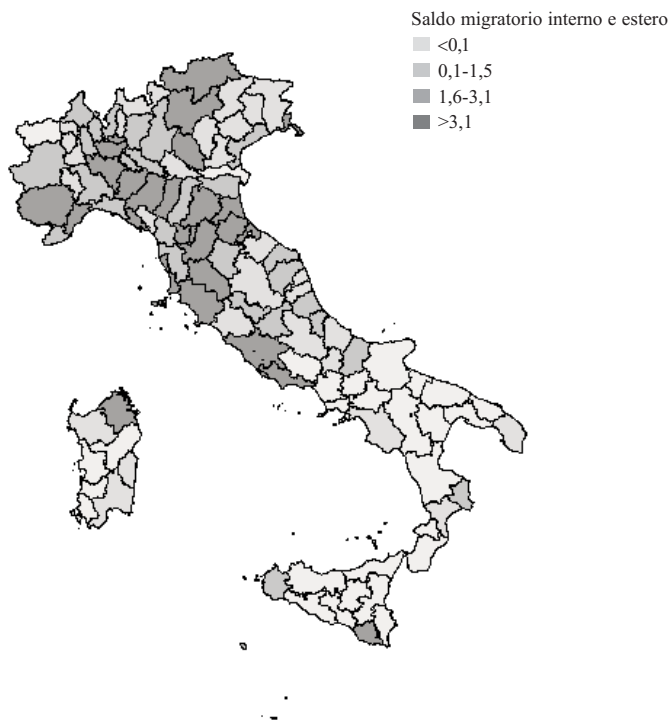 Saldo migratorio interno e estero
<0,1
0,1-1,5
1,6-3,1
>3,1